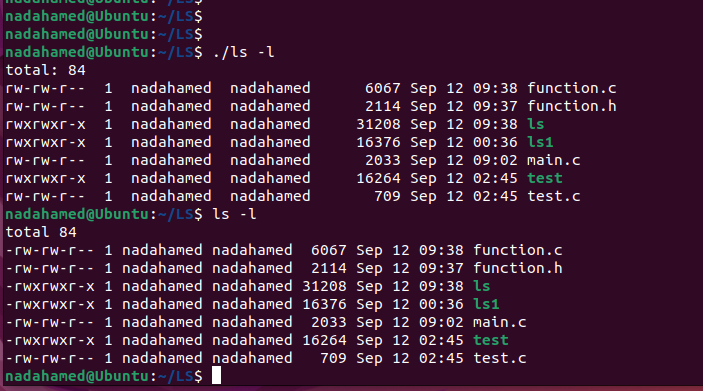 nadahamed@Ubuntu:~/LS$
nadahamed@Ubuntu:~/LS$
nadahamed@Ubuntu:~/LS$
nadahamed@Ubuntu:~/LS$ ./ls -l
total: 84
rw-rw-r--  1  nadahamed  nadahamed      6067 Sep 12 09:38 function.c
rw-rw-r--  1  nadahamed  nadahamed      2114 Sep 12 09:37 function.h
rwxrwxr-x  1  nadahamed  nadahamed     31208 Sep 12 09:38 ls
rwxrwxr-x  1  nadahamed  nadahamed     16376 Sep 12 00:36 ls1
rw-rw-r--  1  nadahamed  nadahamed      2033 Sep 12 09:02 main.c
rwxrwxr-x  1  nadahamed  nadahamed     16264 Sep 12 02:45 test
rw-rw-r--  1  nadahamed  nadahamed       709 Sep 12 02:45 test.c
nadahamed@Ubuntu:~/LS$ ls -l
total 84
-rw-rw-r-- 1 nadahamed nadahamed  6067 Sep 12 09:38 function.c
-rw-rw-r-- 1 nadahamed nadahamed  2114 Sep 12 09:37 function.h
-rwxrwxr-x 1 nadahamed nadahamed 31208 Sep 12 09:38 ls
-rwxrwxr-x 1 nadahamed nadahamed 16376 Sep 12 00:36 ls1
-rw-rw-r-- 1 nadahamed nadahamed  2033 Sep 12 09:02 main.c
-rwxrwxr-x 1 nadahamed nadahamed 16264 Sep 12 02:45 test
-rw-rw-r-- 1 nadahamed nadahamed   709 Sep 12 02:45 test.c
nadahamed@Ubuntu:~/LS$